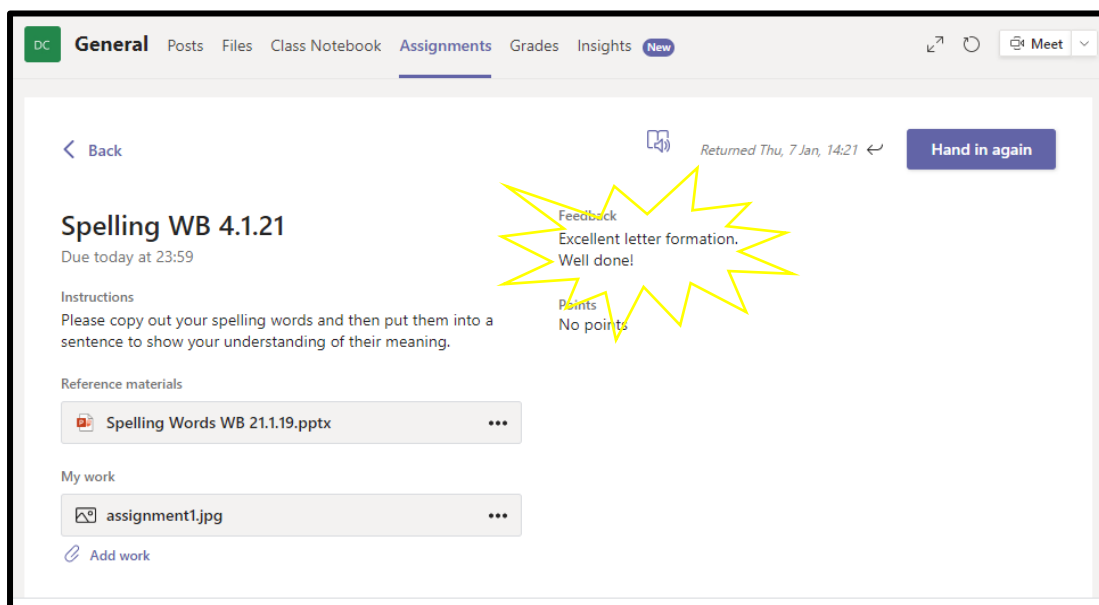 DC General Posts Files Class Notebook Assignments Grades Insights New Meet
Back
Returned Thu, 7 Jan, 14:21
Hand in again
Spelling WB 4.1.21
Due today at 23:59
Instructions
Please copy out your spelling words and then put them into a
sentence to show your understanding of their meaning.
Reference materials
Spelling Words WB 21.1.19.pptx
My work
assignment1.jpg
Add work
Feedback
Excellent letter formation.
Well done!
Points
No points